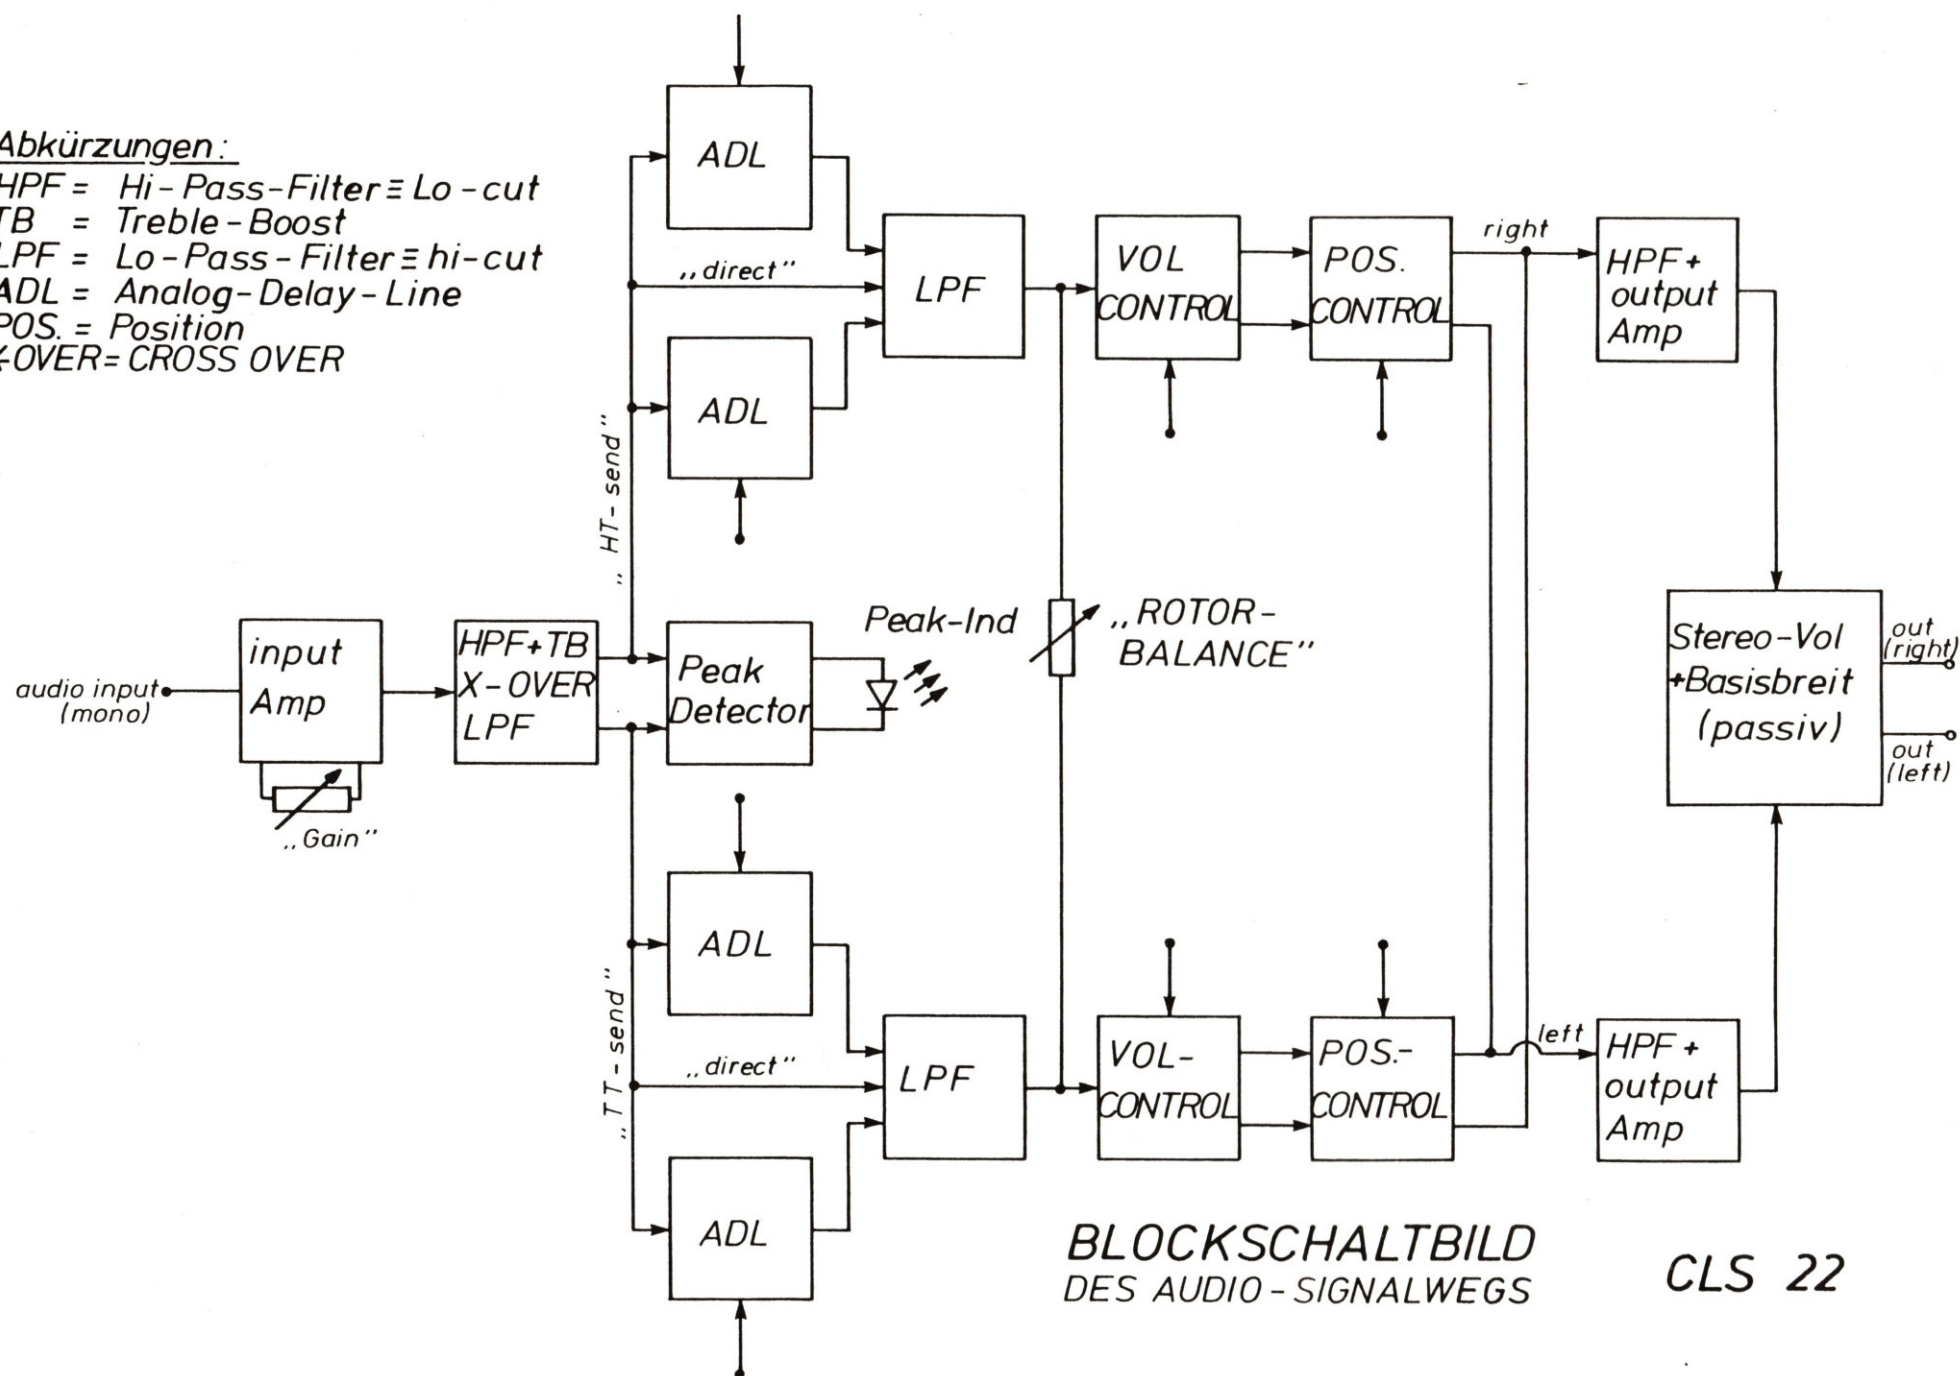 Abkürzungen:
HPF = Hi-Pass-Filter ≡ Lo-cut
TB = Treble-Boost
LPF = Lo-Pass-Filter ≡ hi-cut
ADL = Analog-Delay-Line
POS. = Position
X-OVER = CROSS OVER
ADL
„direct”
ADL
LPF
VOL
CONTROL
POS.
CONTROL
right
HPF+
output
Amp
„HT-send”
audio input
(mono)
input
Amp
„Gain”
HPF+TB
X-OVER
LPF
Peak
Detector
Peak-Ind
„ROTOR-
BALANCE”
Stereo-Vol
+Basisbreit
(passiv)
out
(right)
out
(left)
„TT-send”
ADL
„direct”
ADL
LPF
VOL-
CONTROL
POS.-
CONTROL
left
HPF+
output
Amp
BLOCKSCHALTBILD
DES AUDIO-SIGNALWEGS
CLS 22